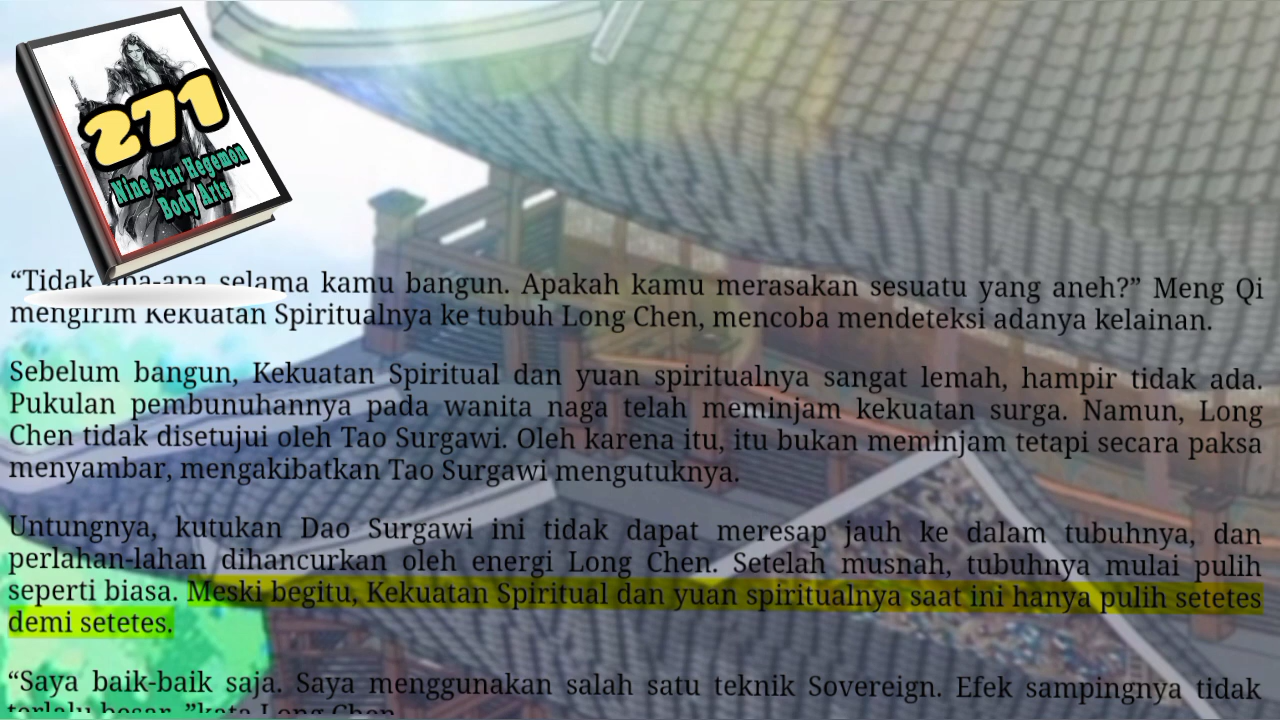 271
Nine Star Hegemon
Body Arts
“Tidak apa-apa selama kamu bangun. Apakah kamu merasakan sesuatu yang aneh?” Meng Qi
mengirim Kekuatan Spiritualnya ke tubuh Long Chen, mencoba mendeteksi adanya kelainan.
Sebelum bangun, Kekuatan Spiritual dan yuan spiritualnya sangat lemah, hampir tidak ada.
Pukulan pembunuhannya pada wanita naga telah meminjam kekuatan surga. Namun, Long
Chen tidak disetujui oleh Tao Surgawi. Oleh karena itu, itu bukan meminjam tetapi secara paksa
menyambar, mengakibatkan Tao Surgawi mengutuknya.
Untungnya, kutukan Dao Surgawi ini tidak dapat meresap jauh ke dalam tubuhnya, dan
perlahan-lahan dihancurkan oleh energi Long Chen. Setelah musnah, tubuhnya mulai pulih
seperti biasa. Meski begitu, Kekuatan Spiritual dan yuan spiritualnya saat ini hanya pulih setetes
demi setetes.
“Saya baik-baik saja. Saya menggunakan salah satu teknik Sovereign. Efek sampingnya tidak
terlalu besar. ”kata Long Chen